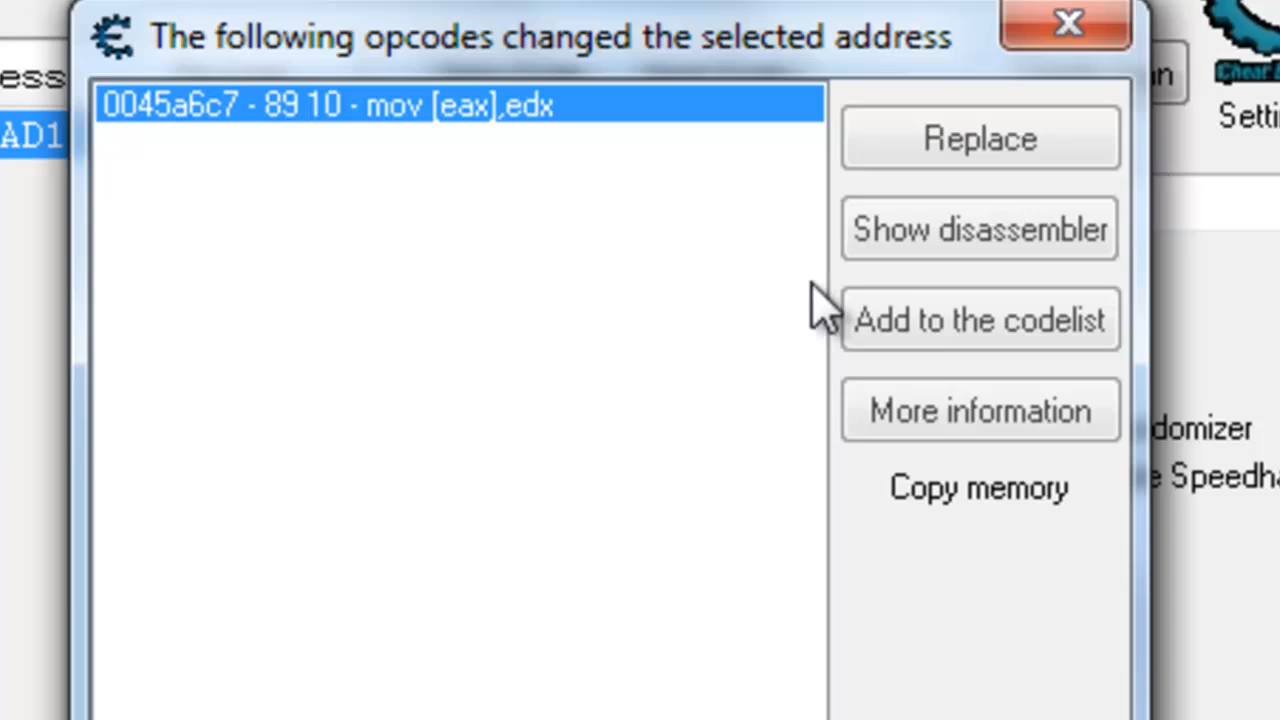 The following opcodes changed the selected address
ess
AD1
0045a6c7 - 89 10 - mov [eax],edx
Replace
Show disassembler
Add to the codelist
More information
Copy memory
n
Setti
domizer
e Speedha